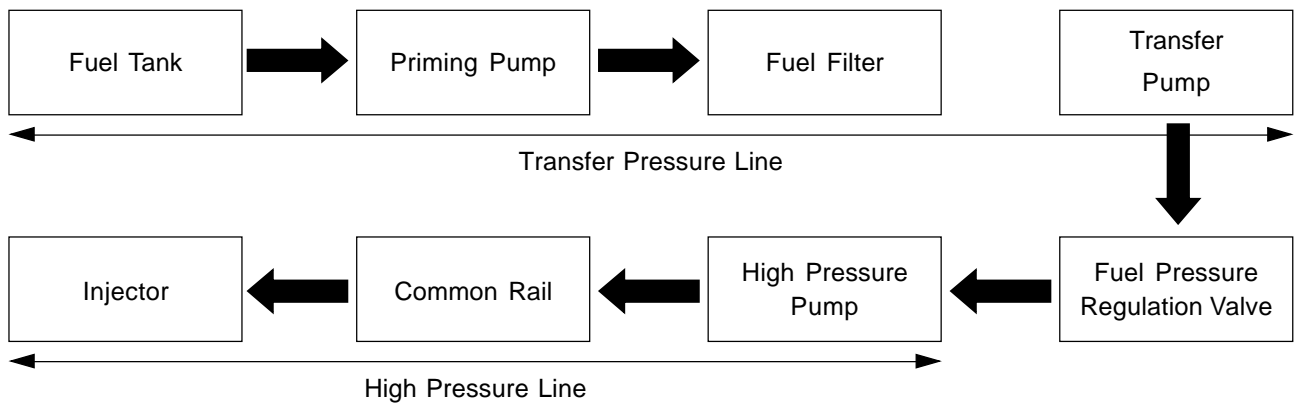 Fuel Tank
Priming Pump
Fuel Filter
Transfer
Pump
Transfer Pressure Line
Injector
Common Rail
High Pressure
Pump
Fuel Pressure
Regulation Valve
High Pressure Line